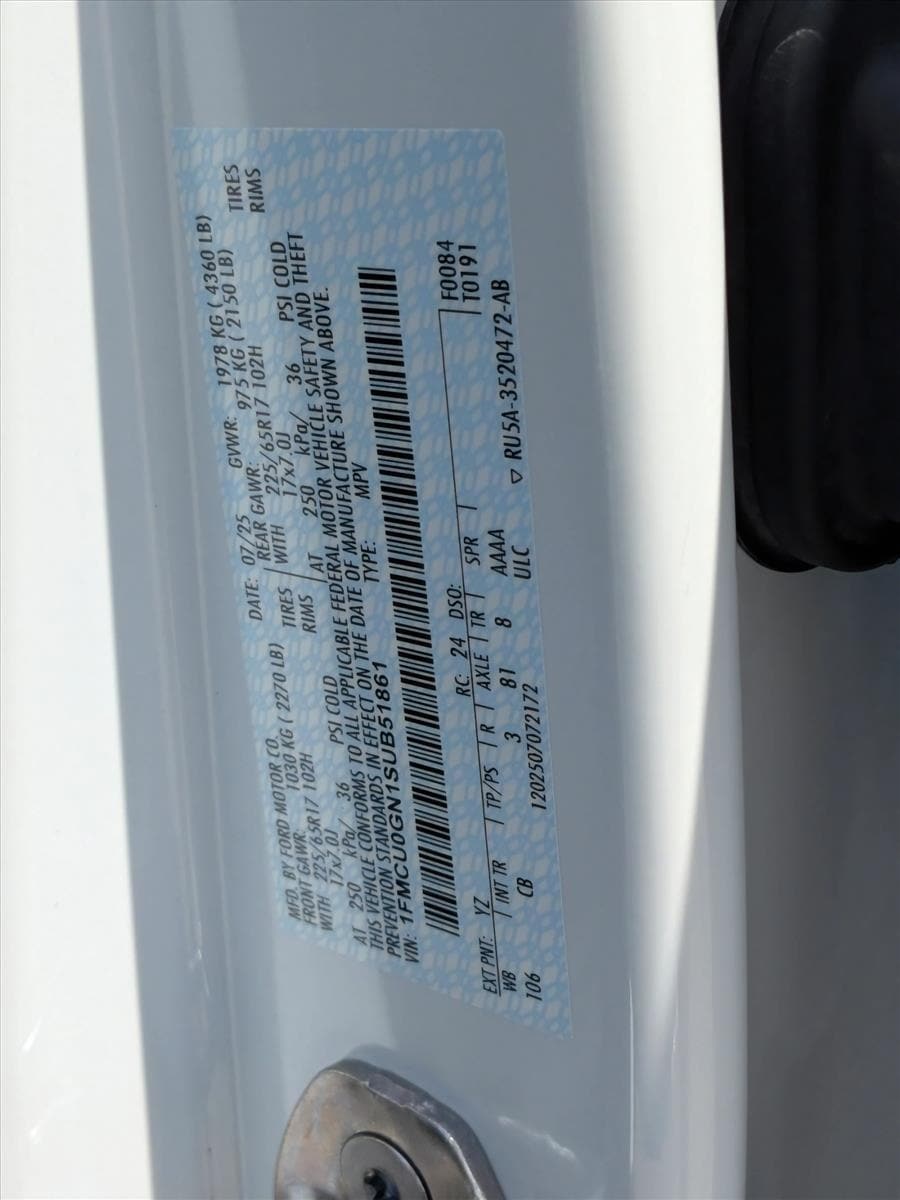 MFD. BY FORD MOTOR CO. DATE: 07/25 GVWR: 1978 KG ( 4360 LB)
FRONT GAWR: 1030 KG ( 2270 LB) REAR GAWR: 975 KG ( 2150 LB)
WITH 225/65R17 102H TIRES WITH 225/65R17 102H TIRES
17x7.0J RIMS 17x7.0J RIMS
AT 250 kPa/ 36 PSI COLD AT 250 kPa/ 36 PSI COLD
THIS VEHICLE CONFORMS TO ALL APPLICABLE FEDERAL MOTOR VEHICLE SAFETY AND THEFT
PREVENTION STANDARDS IN EFFECT ON THE DATE OF MANUFACTURE SHOWN ABOVE.
VIN: 1FMCU0GN1SUB51861 TYPE: MPV
F0084
T0191
EXT PNT: YZ RC: 24 DSO:
WB INT TR TP/PS R AXLE TR SPR
106 CB 3 81 8 AAAA
ULC
1202507072172 ▽ RU5A-3520472-AB